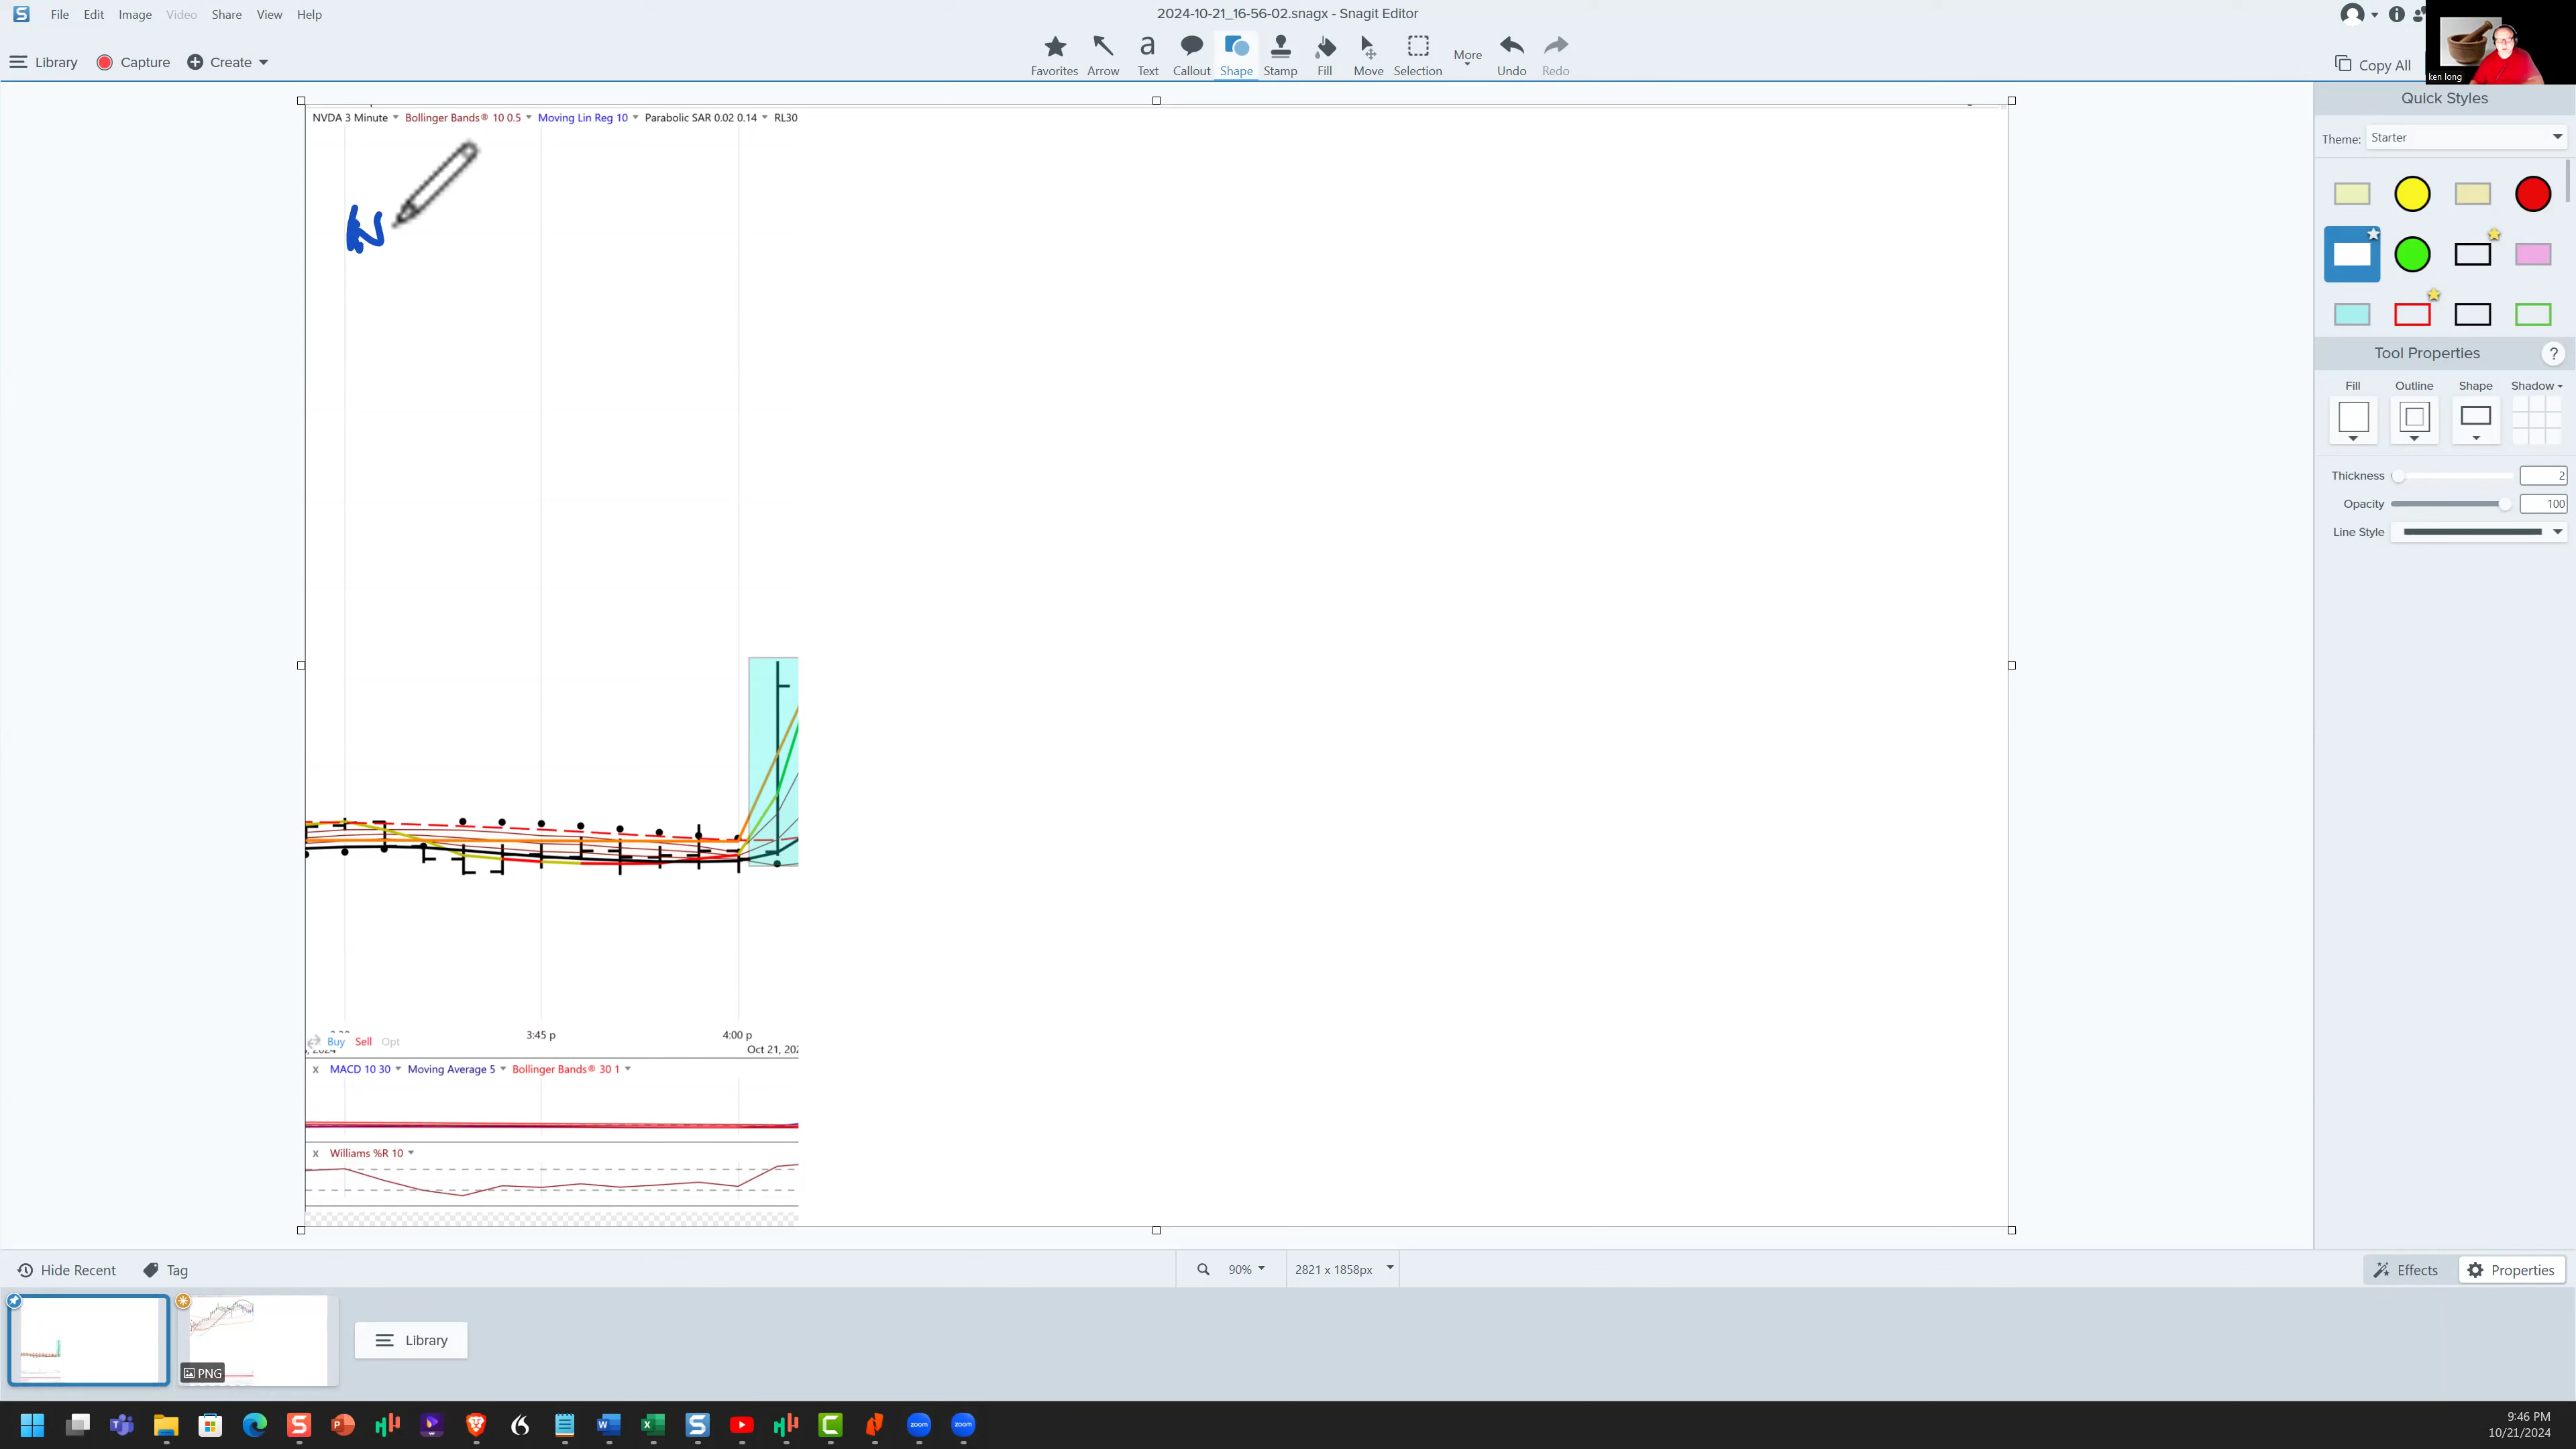 2024-10-21_16-56-02.snagx - Snagit Editor
File Edit Image Video Share View Help
Library Capture Create
Favorites Arrow Text Callout Shape Stamp Fill Move Selection More Undo Redo
Copy All
ken long
NVDA 3 Minute Bollinger Bands® 10 0.5 Moving Lin Reg 10 Parabolic SAR 0.02 0.14 RL30
3:45 p 4:00 p
Buy Sell Opt
Oct 21, 202
x MACD 10 30 Moving Average 5 Bollinger Bands® 30 1
x Williams %R 10
Quick Styles
Theme: Starter
Tool Properties ?
Fill Outline Shape Shadow
Thickness 2
Opacity 100
Line Style
Hide Recent Tag
90% 2821 x 1858px
Effects Properties
PNG
Library
zoom zoom
9:46 PM
10/21/2024